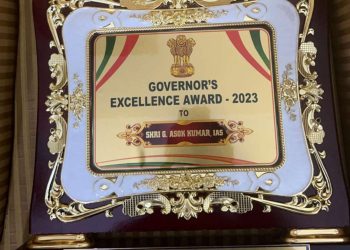 GOVERNOR'S
EXCELLENCE AWARD - 2023
TO
SHRI G. ASOK KUMAR, IAS